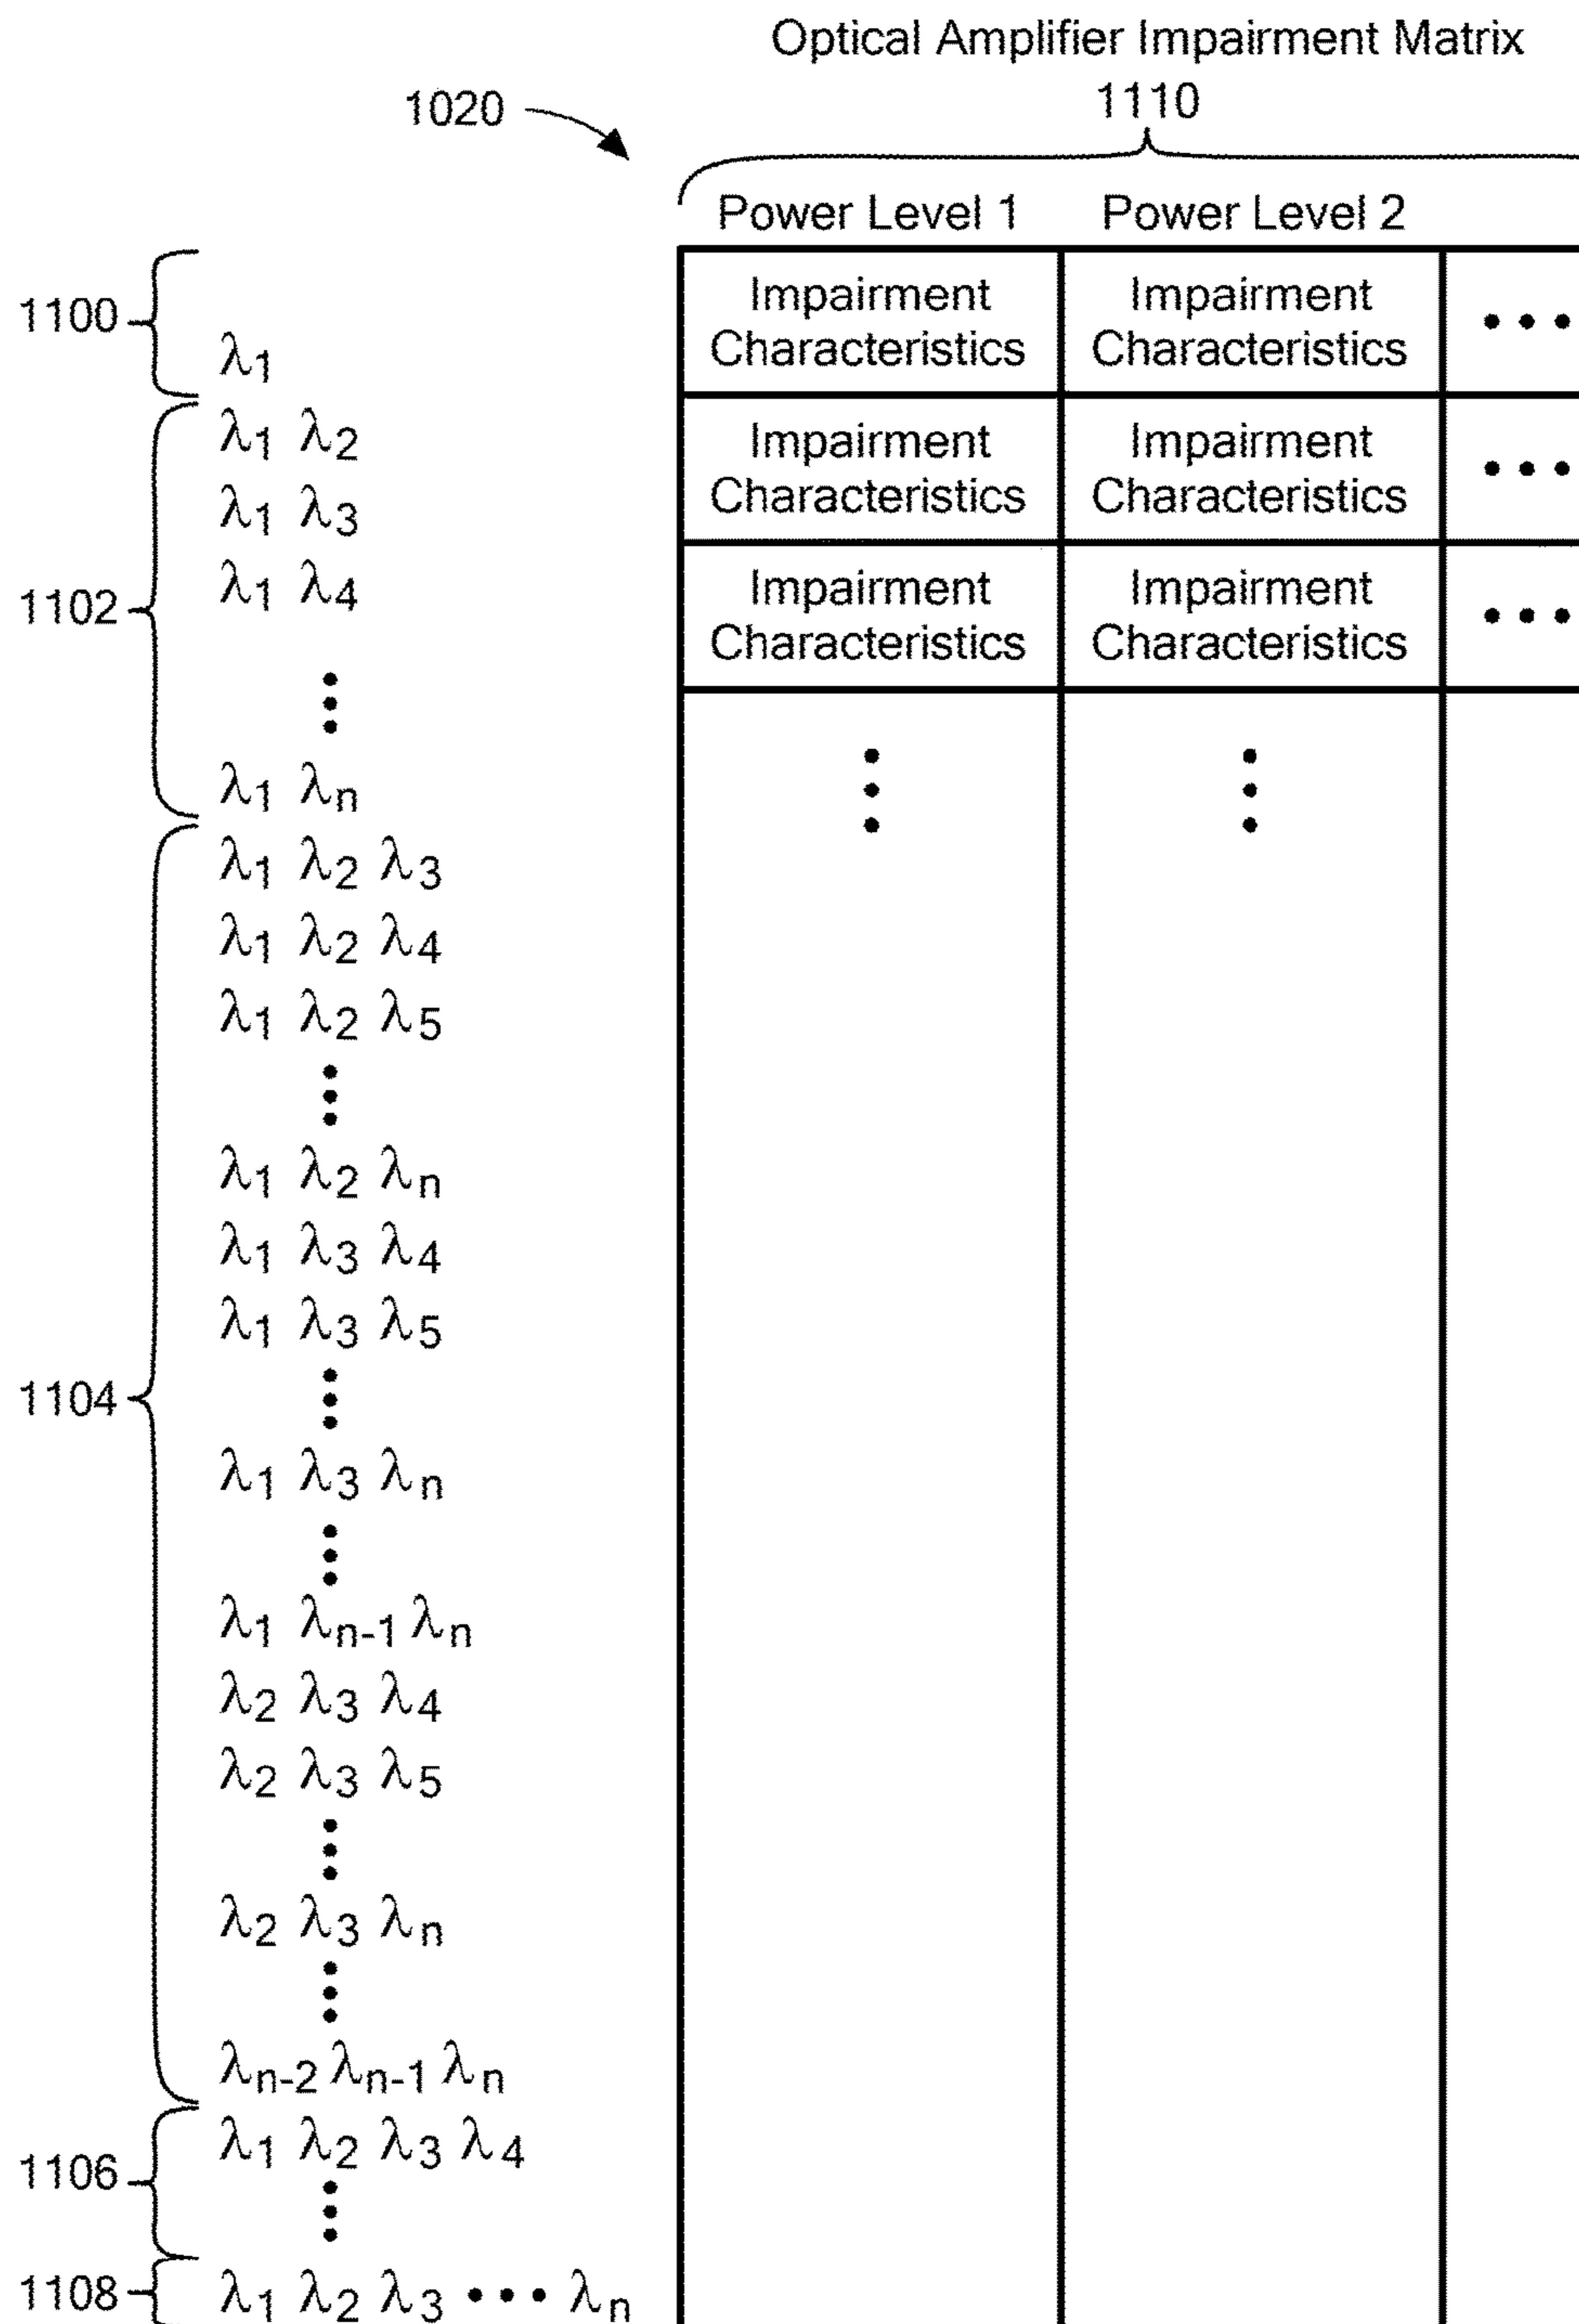 Optical Amplifier Impairment Matrix
1020
1110
Power Level 1 Power Level 2
1100
λ1
Impairment Characteristics Impairment Characteristics •••
1102
λ1 λ2
λ1 λ3
λ1 λ4
⋮
λ1 λn
Impairment Characteristics Impairment Characteristics •••
Impairment Characteristics Impairment Characteristics •••
⋮ ⋮
1104
λ1 λ2 λ3
λ1 λ2 λ4
λ1 λ2 λ5
⋮
λ1 λ2 λn
λ1 λ3 λ4
λ1 λ3 λ5
⋮
λ1 λ3 λn
⋮
λ1 λn-1 λn
λ2 λ3 λ4
λ2 λ3 λ5
⋮
λ2 λ3 λn
⋮
λn-2 λn-1 λn
1106
λ1 λ2 λ3 λ4
⋮
1108
λ1 λ2 λ3 ••• λn